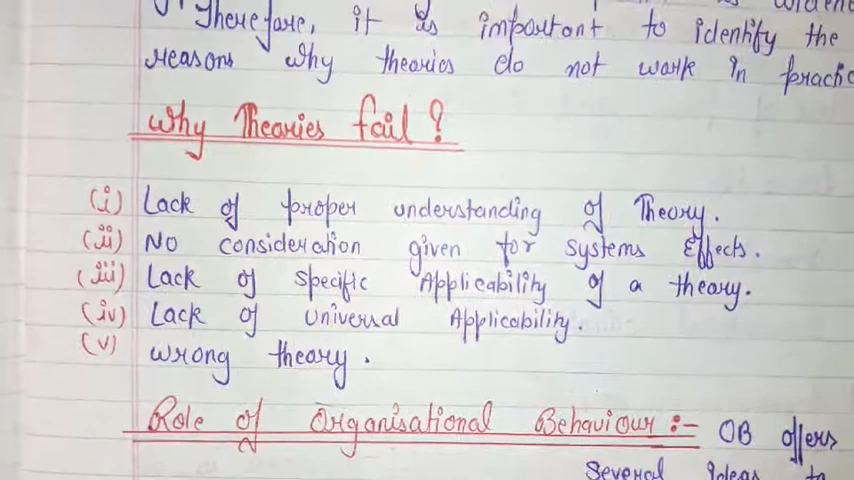 Therefore, it is important to identify the
reasons why theories do not work in practic
Why Theories fail?
(i) Lack of proper understanding of Theory.
(ii) No consideration given for systems Effects.
(iii) Lack of specific Applicability of a theory.
(iv) Lack of Universal Applicability.
(v) wrong theory.
Role of Organisational Behaviour :- OB offers
Several ideas to